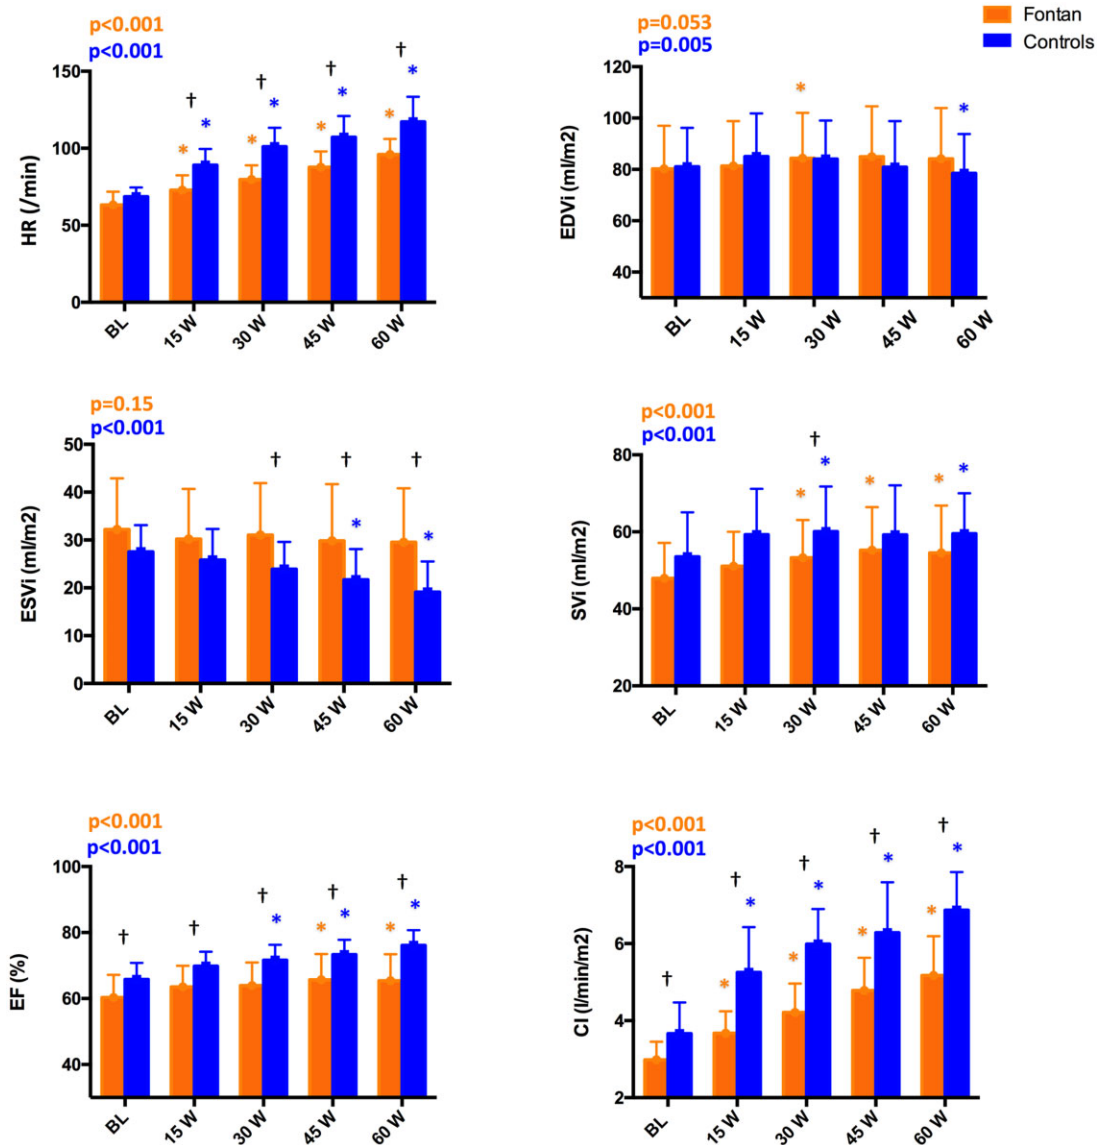 Fontan
Controls
p<0.001
p<0.001
†
†
†
†
*
*
*
*
*
*
*
*
150
100
50
0
HR (/min)
BL
15 W
30 W
45 W
60 W
p=0.053
p=0.005
*
*
120
100
80
60
40
EDVi (ml/m2)
BL
15 W
30 W
45 W
60 W
p=0.15
p<0.001
†
†
†
*
*
50
40
30
20
10
0
ESVi (ml/m2)
BL
15 W
30 W
45 W
60 W
p<0.001
p<0.001
†
*
*
*
*
*
80
60
40
20
SVi (ml/m2)
BL
15 W
30 W
45 W
60 W
p<0.001
p<0.001
†
†
†
†
†
*
*
*
*
*
100
80
60
40
EF (%)
BL
15 W
30 W
45 W
60 W
p<0.001
p<0.001
†
†
†
†
†
*
*
*
*
*
*
*
*
8
6
4
2
CI (l/min/m2)
BL
15 W
30 W
45 W
60 W